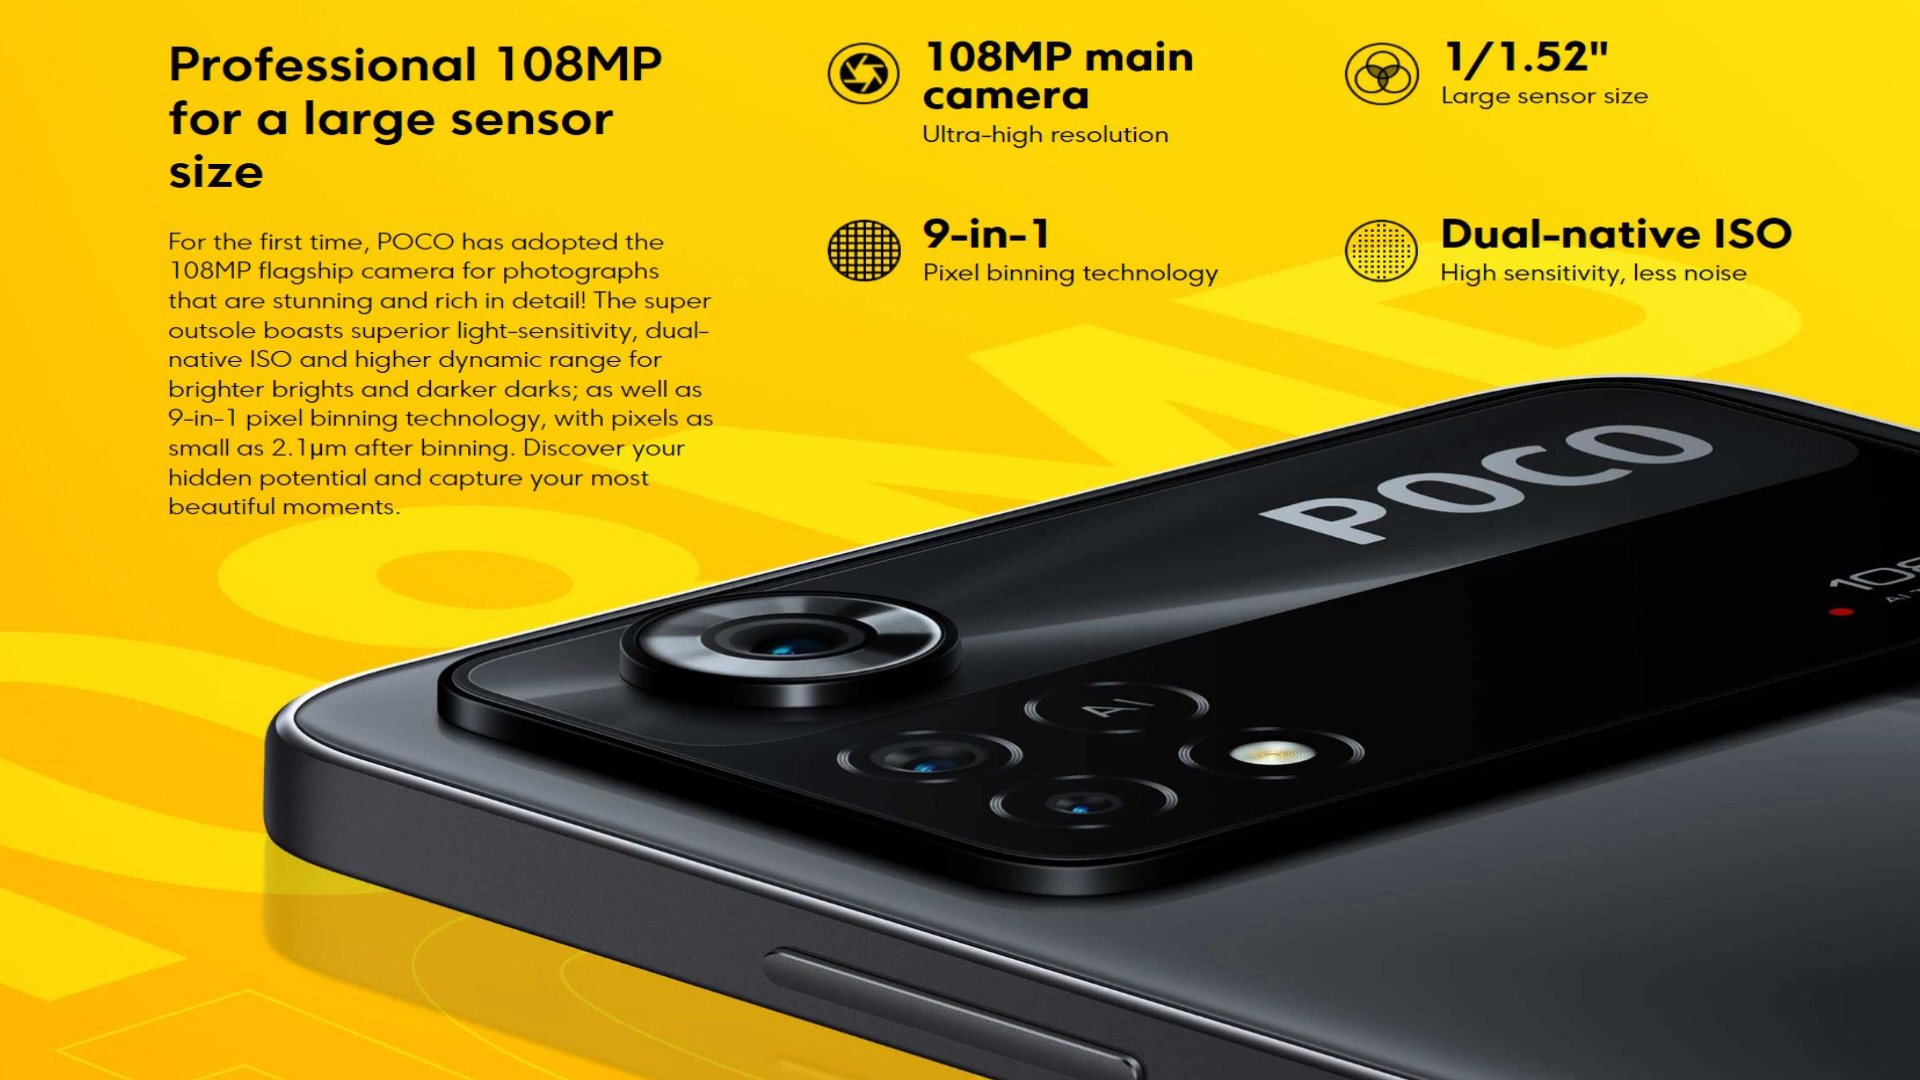 Professional 108MP
for a large sensor
size
For the first time, POCO has adopted the
108MP flagship camera for photographs
that are stunning and rich in detail! The super
outsole boasts superior light-sensitivity, dual-
native ISO and higher dynamic range for
brighter brights and darker darks; as well as
9-in-1 pixel binning technology, with pixels as
small as 2.1μm after binning. Discover your
hidden potential and capture your most
beautiful moments.
108MP main
camera
Ultra-high resolution
1/1.52"
Large sensor size
9-in-1
Pixel binning technology
Dual-native ISO
High sensitivity, less noise
POCO
108
AI
AI